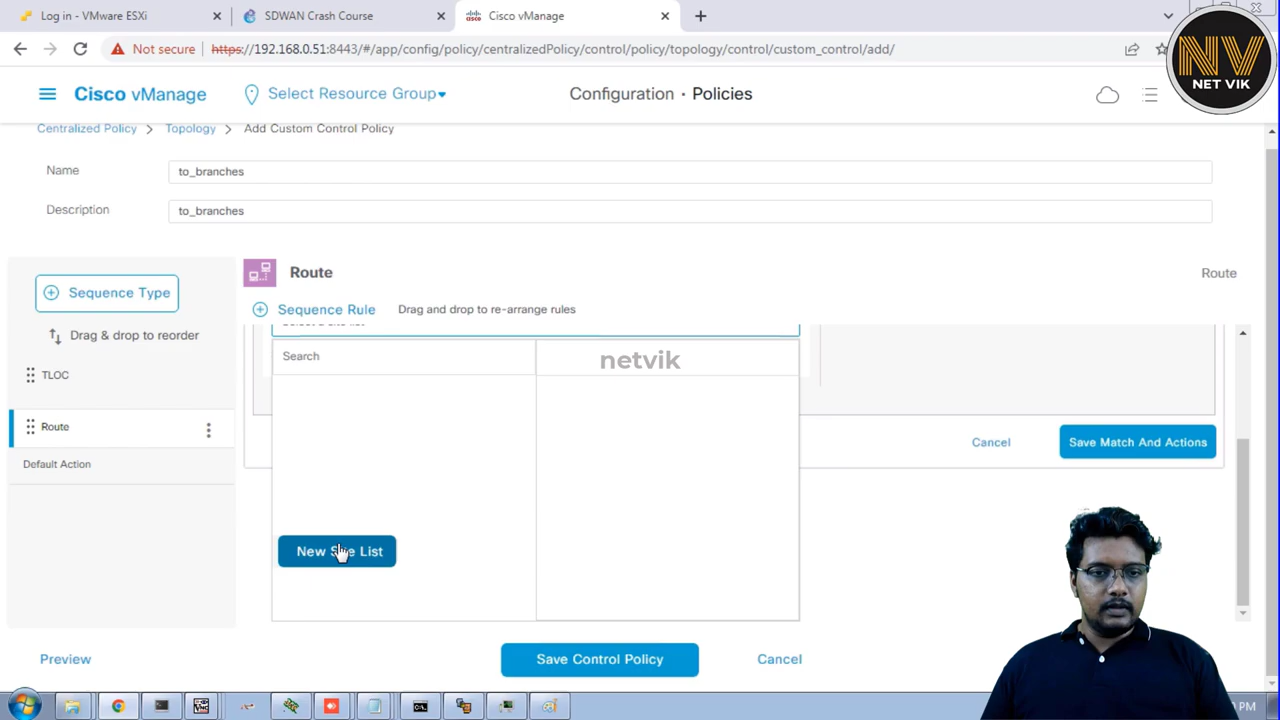 Log in - VMware ESXi
SDWAN Crash Course
Cisco vManage
Not secure
https://192.168.0.51:8443/#/app/config/policy/centralizedPolicy/control/policy/topology/control/custom_control/add/
NV
NET VIK
Cisco vManage
Select Resource Group
Configuration · Policies
Centralized Policy
Topology
Add Custom Control Policy
Name
to_branches
Description
to_branches
Sequence Type
Drag & drop to reorder
TLOC
Route
Default Action
Route
Route
Sequence Rule
Drag and drop to re-arrange rules
Search
netvik
New Site List
Cancel
Save Match And Actions
Preview
Save Control Policy
Cancel
PM